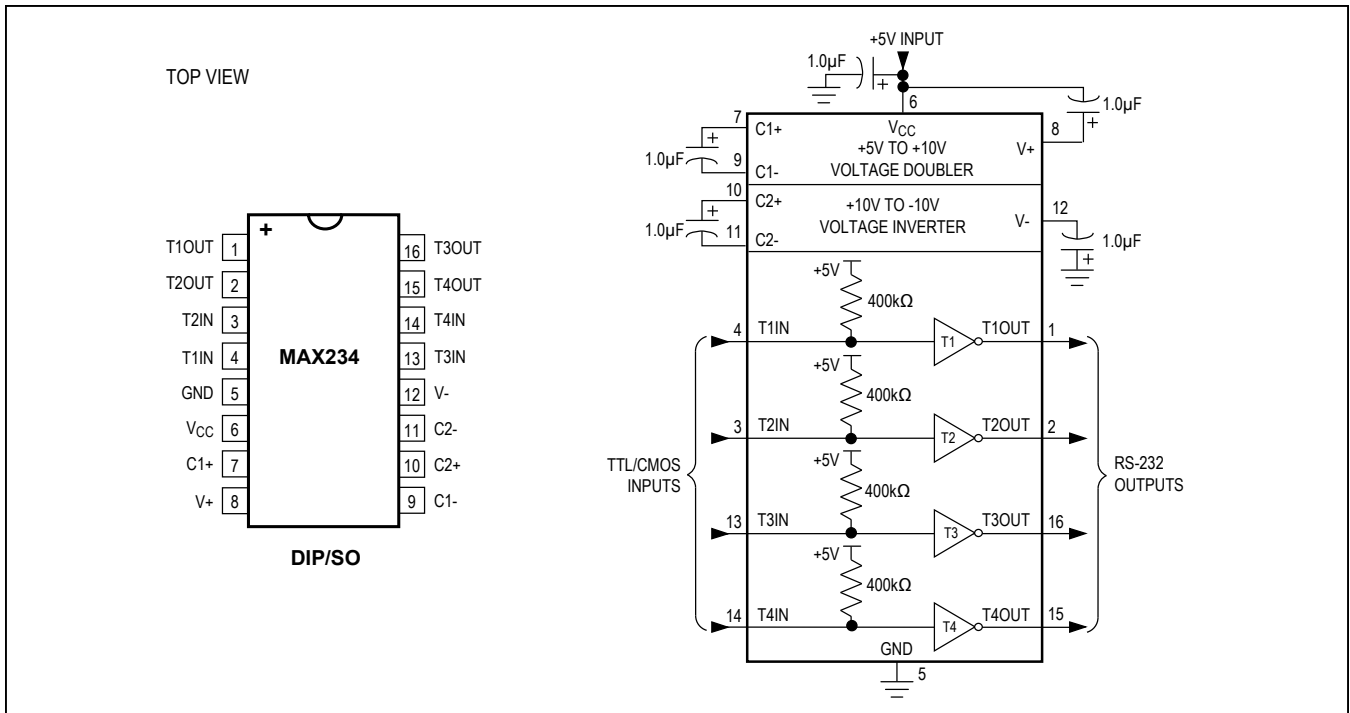 TOP VIEW
+
MAX234
T1OUT 1
T2OUT 2
T2IN 3
T1IN 4
GND 5
VCC 6
C1+ 7
V+ 8
16 T3OUT
15 T4OUT
14 T4IN
13 T3IN
12 V-
11 C2-
10 C2+
9 C1-
DIP/SO
+5V INPUT
1.0µF
+
6
1.0µF
+
8
7
C1+
+
1.0µF
9
C1-
VCC
+5V TO +10V
VOLTAGE DOUBLER
V+
10
C2+
+
1.0µF
11
C2-
+10V TO -10V
VOLTAGE INVERTER
V-
12
1.0µF
+
+5V
400kΩ
4 T1IN T1 T1OUT 1
+5V
400kΩ
3 T2IN T2 T2OUT 2
TTL/CMOS
INPUTS
RS-232
OUTPUTS
+5V
400kΩ
13 T3IN T3 T3OUT 16
+5V
400kΩ
14 T4IN T4 T4OUT 15
GND
5